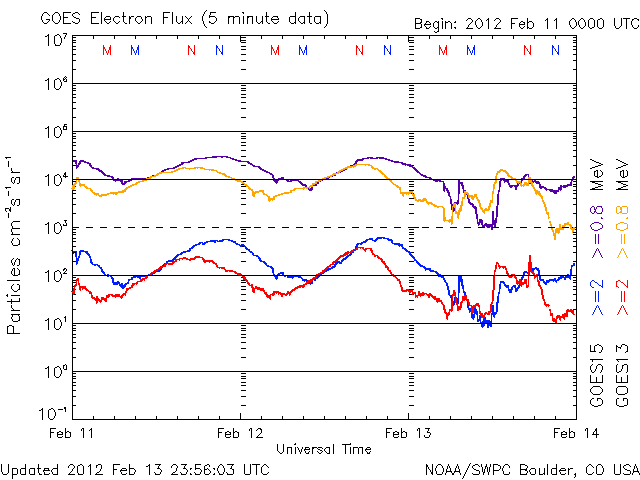 GOES Electron Flux (5 minute data)
Begin: 2012 Feb 11 0000 UTC
M M N N M M N N M M N N
10⁷
10⁶
10⁵
10⁴
10³
10²
10¹
10⁰
10⁻¹
Particles cm⁻²s⁻¹sr⁻¹
Feb 11 Feb 12 Feb 13 Feb 14
Universal Time
GOES15 >=2 >=0.8 MeV
GOES13 >=2 >=0.8 MeV
Updated 2012 Feb 13 23:56:03 UTC
NOAA/SWPC Boulder, CO USA